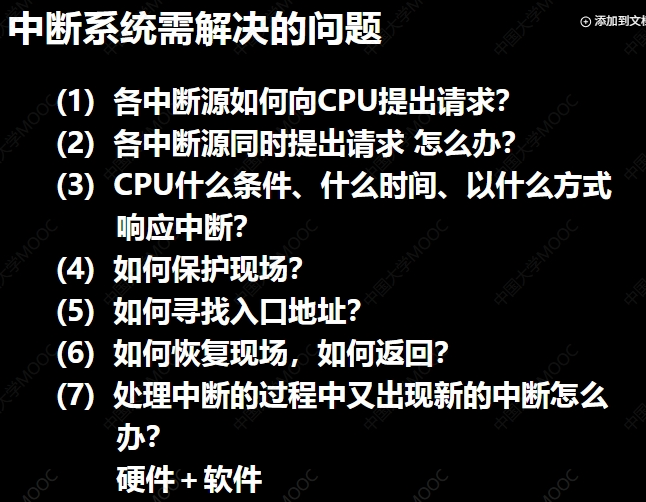 中断系统需解决的问题
添加到文档
(1) 各中断源如何向CPU提出请求？
(2) 各中断源同时提出请求 怎么办？
(3) CPU什么条件、什么时间、以什么方式
响应中断？
(4) 如何保护现场？
(5) 如何寻找入口地址？
(6) 如何恢复现场，如何返回？
(7) 处理中断的过程中又出现新的中断怎么
办？
硬件＋软件
中国大学MOOC